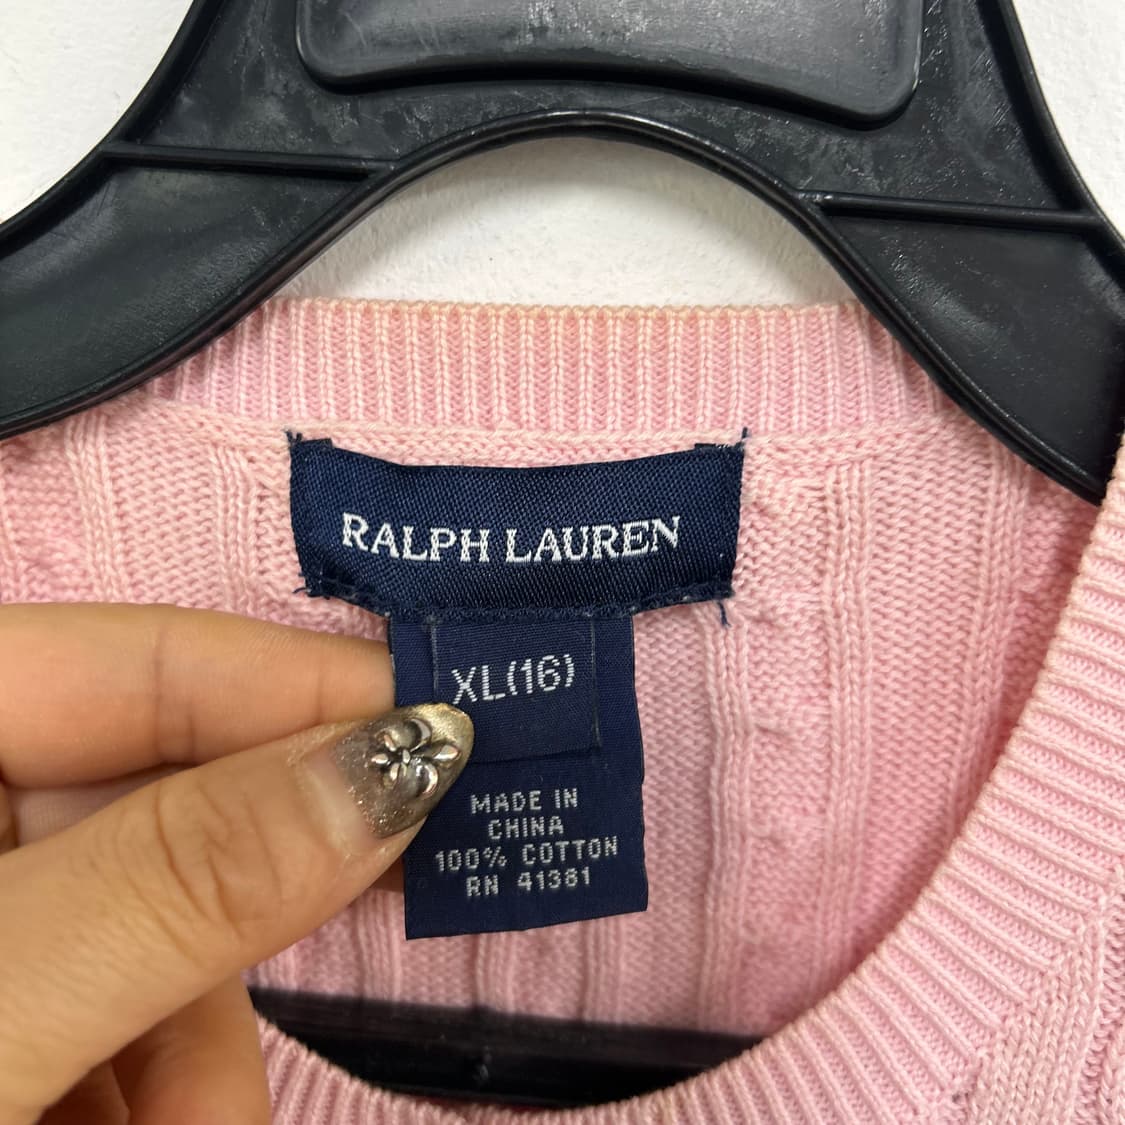 RALPH LAUREN
XL(16)
MADE IN
CHINA
100% COTTON
RN 41381